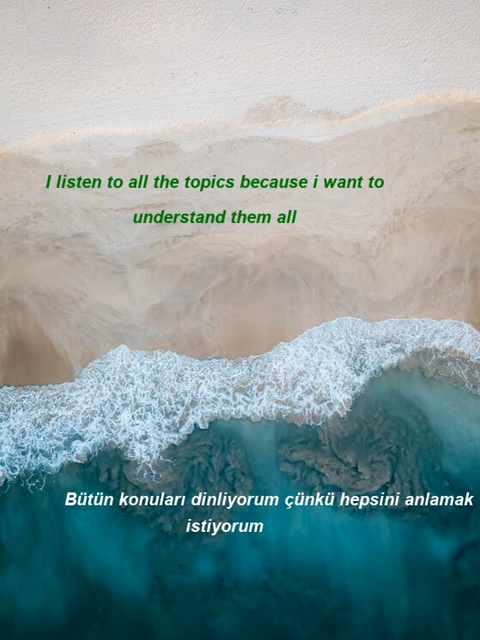 I listen to all the topics because i want to
understand them all
Bütün konuları dinliyorum çünkü hepsini anlamak
istiyorum